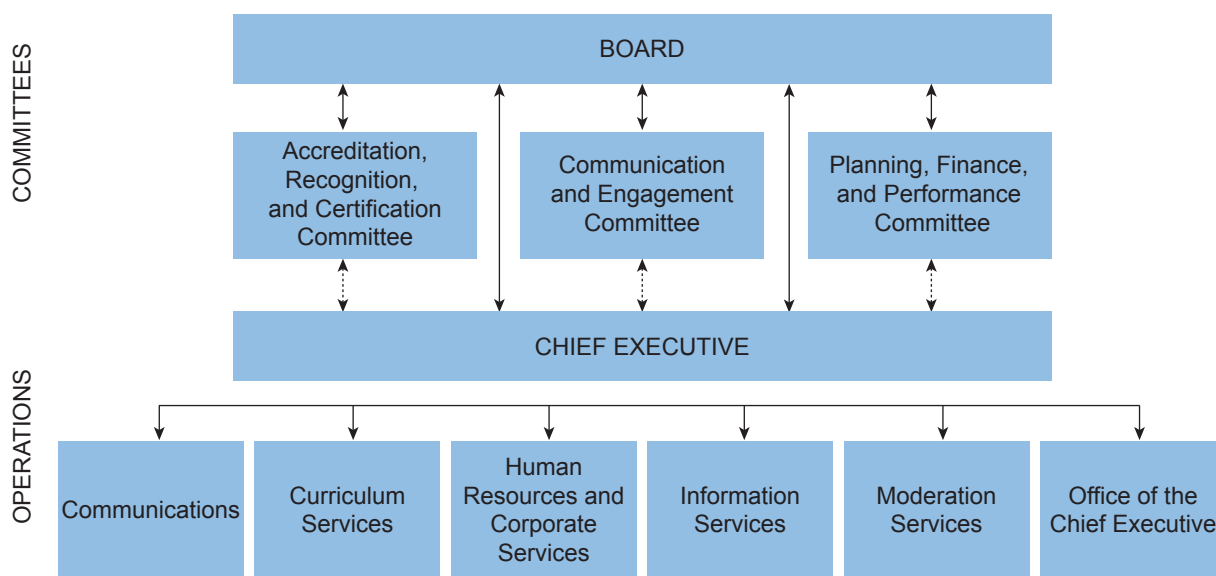 COMMITTEES
BOARD
Accreditation,
Recognition,
and Certification
Committee
Communication
and Engagement
Committee
Planning, Finance,
and Performance
Committee
CHIEF EXECUTIVE
OPERATIONS
Communications
Curriculum
Services
Human
Resources and
Corporate
Services
Information
Services
Moderation
Services
Office of the
Chief Executive